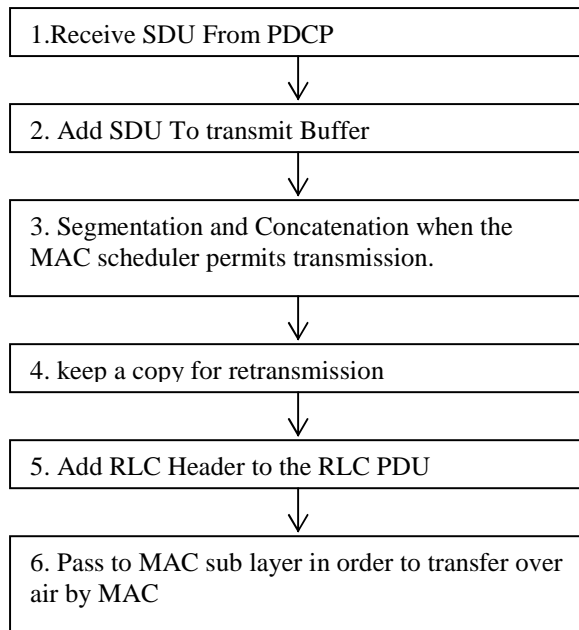 1.Receive SDU From PDCP
2. Add SDU To transmit Buffer
3. Segmentation and Concatenation when the
MAC scheduler permits transmission.
4. keep a copy for retransmission
5. Add RLC Header to the RLC PDU
6. Pass to MAC sub layer in order to transfer over
air by MAC